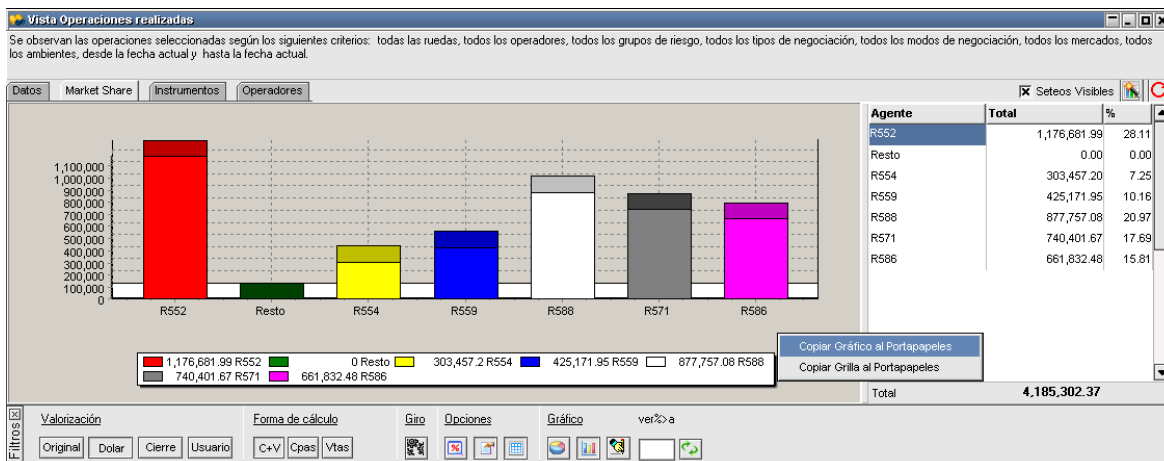 Vista Operaciones realizadas
Se observan las operaciones seleccionadas según los siguientes criterios: todas las ruedas, todos los operadores, todos los grupos de riesgo, todos los tipos de negociación, todos los modos de negociación, todos los mercados, todos
los ambientes, desde la fecha actual y hasta la fecha actual.
Datos Market Share Instrumentos Operadores Seteos Visibles
1,100,000
1,000,000
900,000
800,000
700,000
600,000
500,000
400,000
300,000
200,000
100,000
0
R552 Resto R554 R559 R588 R571 R586
1,176,681.99 R552 0 Resto 303,457.2 R554 425,171.95 R559 877,757.08 R588
740,401.67 R571 661,832.48 R586
Copiar Gráfico al Portapapeles
Copiar Grilla al Portapapeles
Agente Total %
R552 1,176,681.99 28.11
Resto 0.00 0.00
R554 303,457.20 7.25
R559 425,171.95 10.16
R588 877,757.08 20.97
R571 740,401.67 17.69
R586 661,832.48 15.81
Total 4,185,302.37
Filtros
Valorización Forma de cálculo Giro Opciones Gráfico ver%>a
Original Dolar Cierre Usuario C+V Cpas Vtas